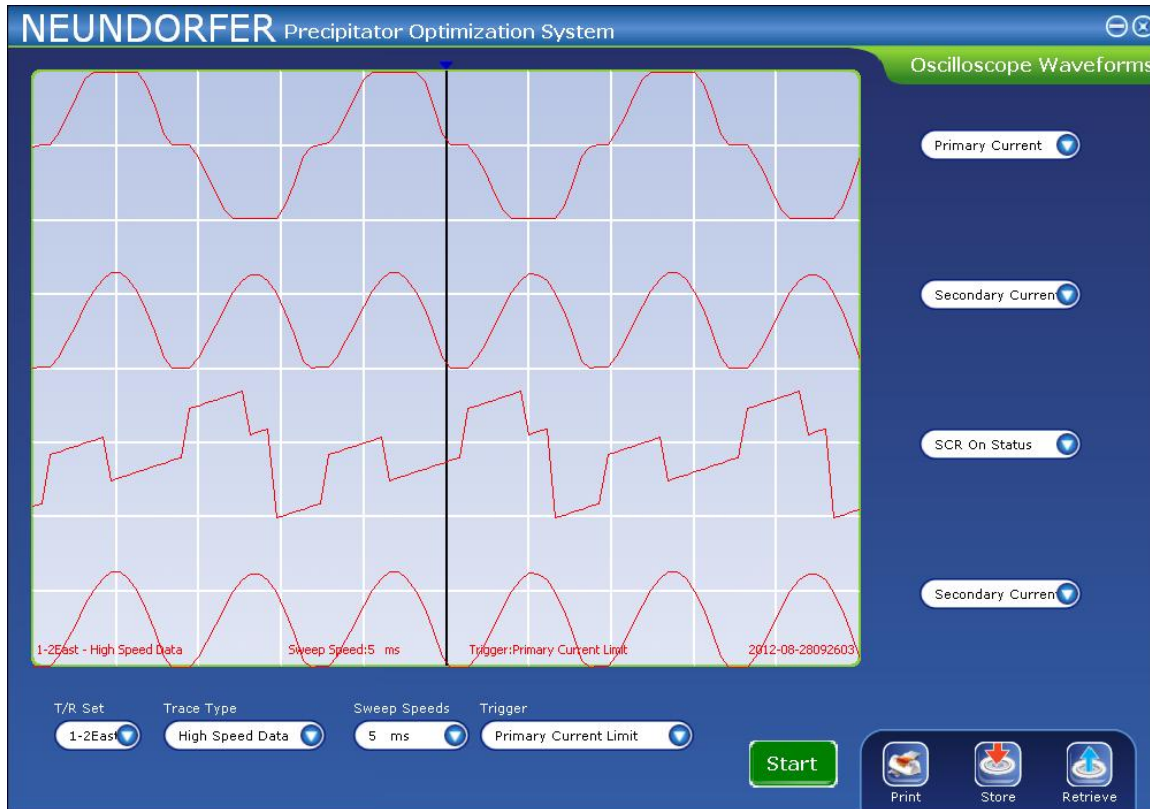 NEUNDORFER Precipitator Optimization System
Oscilloscope Waveforms
Primary Current
Secondary Curren
SCR On Status
Secondary Curren
1-2East - High Speed Data
Sweep Speed:5 ms
Trigger:Primary Current Limit
2012-08-28092603
T/R Set
Trace Type
Sweep Speeds
Trigger
1-2East
High Speed Data
5 ms
Primary Current Limit
Start
Print
Store
Retrieve